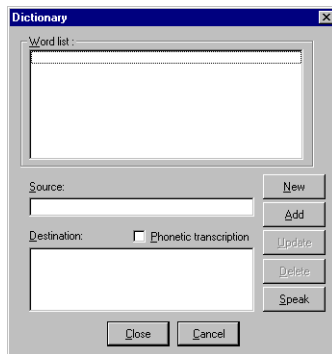 Dictionary
Word list :
Source:
New
Add
Destination:
Phonetic transcription
Update
Delete
Speak
Close
Cancel